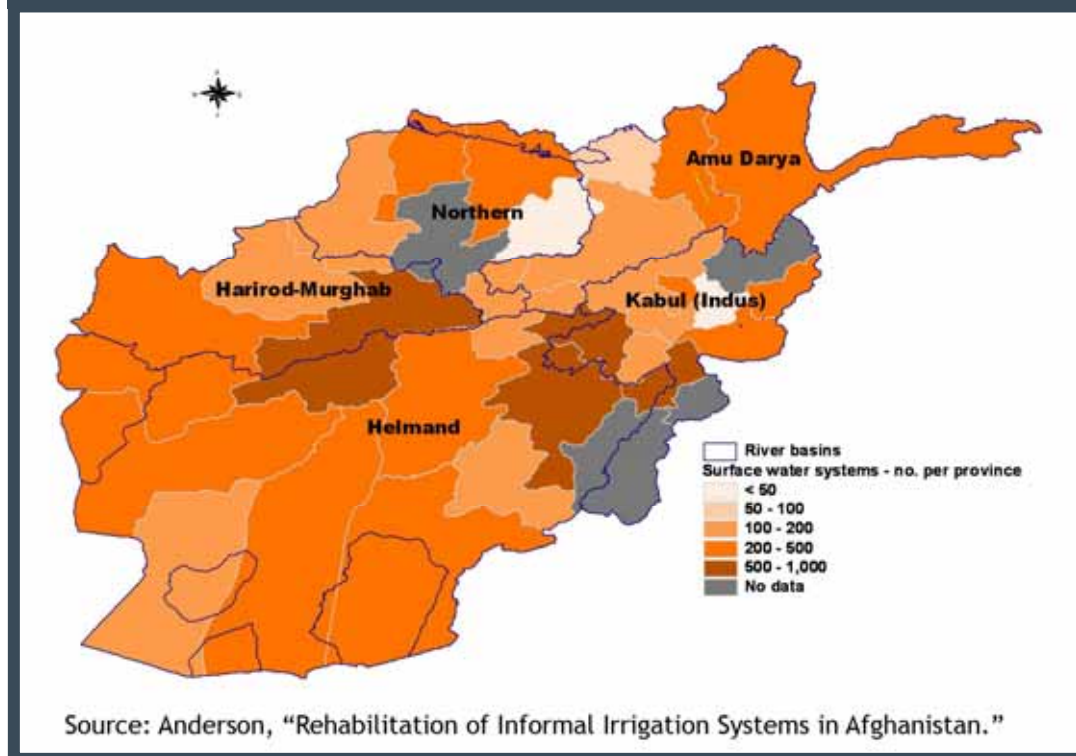 Amu Darya
Northern
Harirod-Murghab
Kabul (Indus)
Helmand
River basins
Surface water systems - no. per province
< 50
50 - 100
100 - 200
200 - 500
500 - 1,000
No data
Source: Anderson, “Rehabilitation of Informal Irrigation Systems in Afghanistan.”